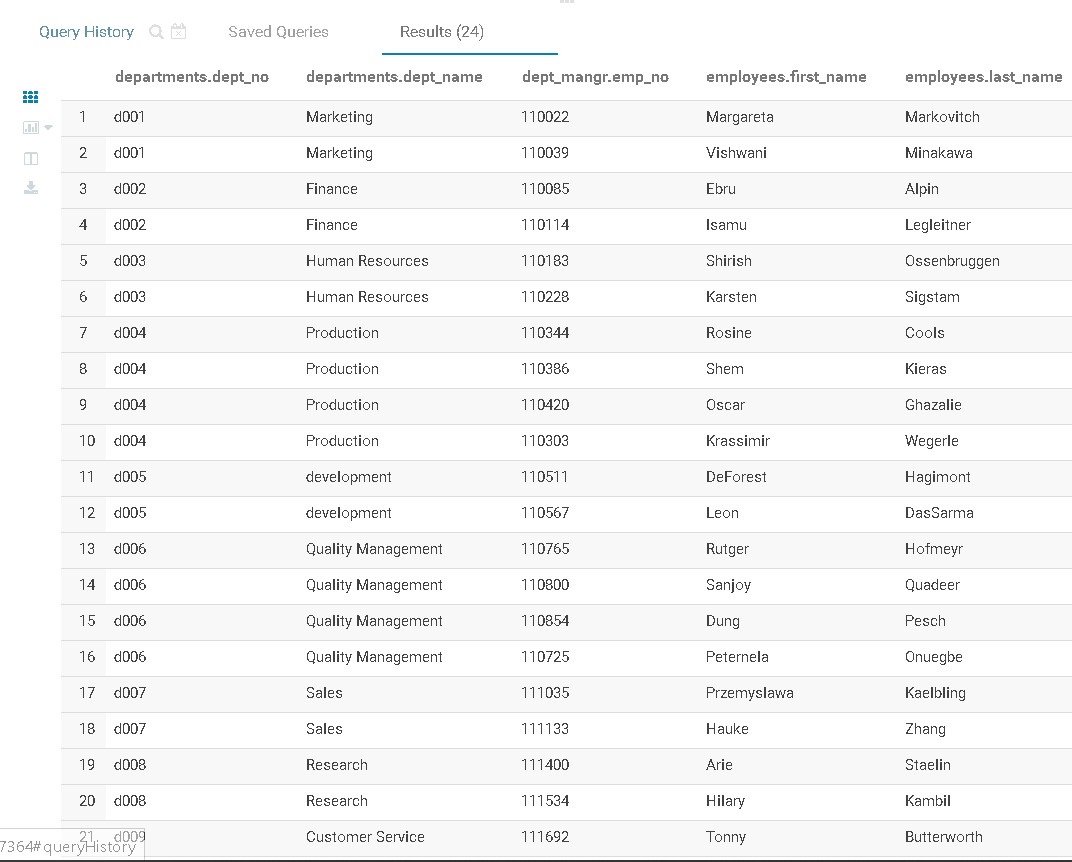 Query History Saved Queries Results (24)
departments.dept_no departments.dept_name dept_mangr.emp_no employees.first_name employees.last_name
1 d001 Marketing 110022 Margareta Markovitch
2 d001 Marketing 110039 Vishwani Minakawa
3 d002 Finance 110085 Ebru Alpin
4 d002 Finance 110114 Isamu Legleitner
5 d003 Human Resources 110183 Shirish Ossenbruggen
6 d003 Human Resources 110228 Karsten Sigstam
7 d004 Production 110344 Rosine Cools
8 d004 Production 110386 Shem Kieras
9 d004 Production 110420 Oscar Ghazalie
10 d004 Production 110303 Krassimir Wegerle
11 d005 development 110511 DeForest Hagimont
12 d005 development 110567 Leon DasSarma
13 d006 Quality Management 110765 Rutger Hofmeyr
14 d006 Quality Management 110800 Sanjoy Quadeer
15 d006 Quality Management 110854 Dung Pesch
16 d006 Quality Management 110725 Peternela Onuegbe
17 d007 Sales 111035 Przemyslawa Kaelbling
18 d007 Sales 111133 Hauke Zhang
19 d008 Research 111400 Arie Staelin
20 d008 Research 111534 Hilary Kambil
21 d009 Customer Service 111692 Tonny Butterworth
7364#queryHistory